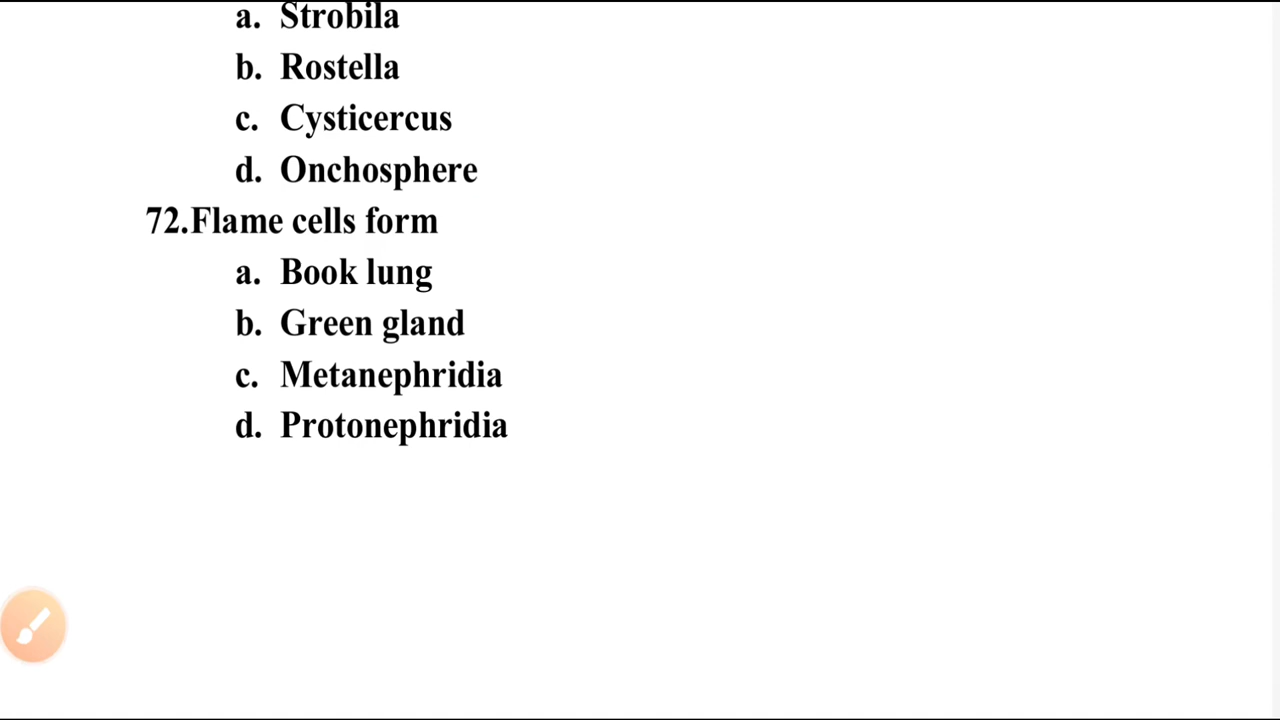 a. Strobila
b. Rostella
c. Cysticercus
d. Onchosphere
72.Flame cells form
a. Book lung
b. Green gland
c. Metanephridia
d. Protonephridia